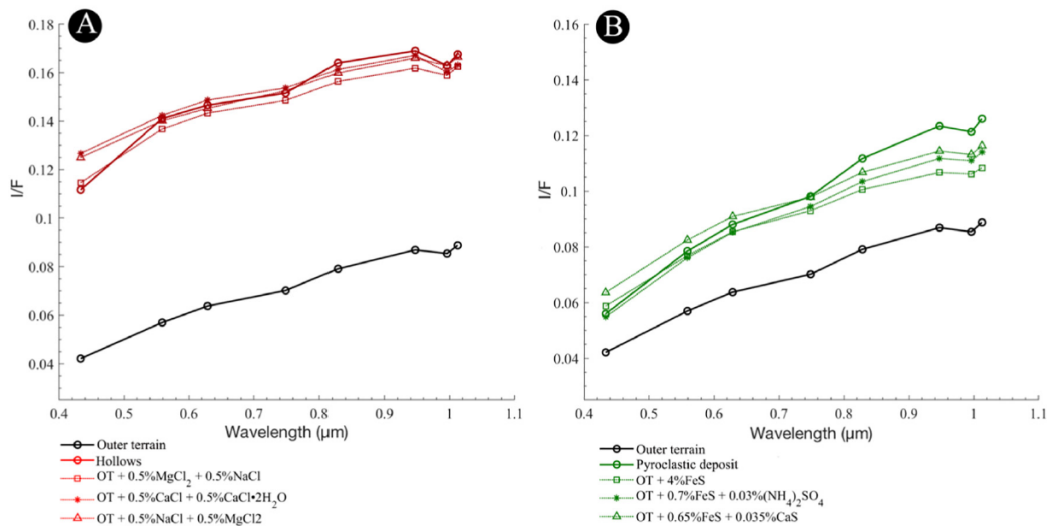 A
0.18
0.16
0.14
0.12
0.1
0.08
0.06
0.04
I/F
0.4 0.5 0.6 0.7 0.8 0.9 1 1.1
Wavelength (μm)
Outer terrain
Hollows
OT + 0.5%MgCl₂ + 0.5%NaCl
OT + 0.5%CaCl + 0.5%CaCl•2H₂O
OT + 0.5%NaCl + 0.5%MgCl2
B
0.16
0.14
0.12
0.1
0.08
0.06
0.04
I/F
0.4 0.5 0.6 0.7 0.8 0.9 1 1.1
Wavelength (μm)
Outer terrain
Pyroclastic deposit
OT + 4%FeS
OT + 0.7%FeS + 0.03%(NH₄)₂SO₄
OT + 0.65%FeS + 0.035%CaS